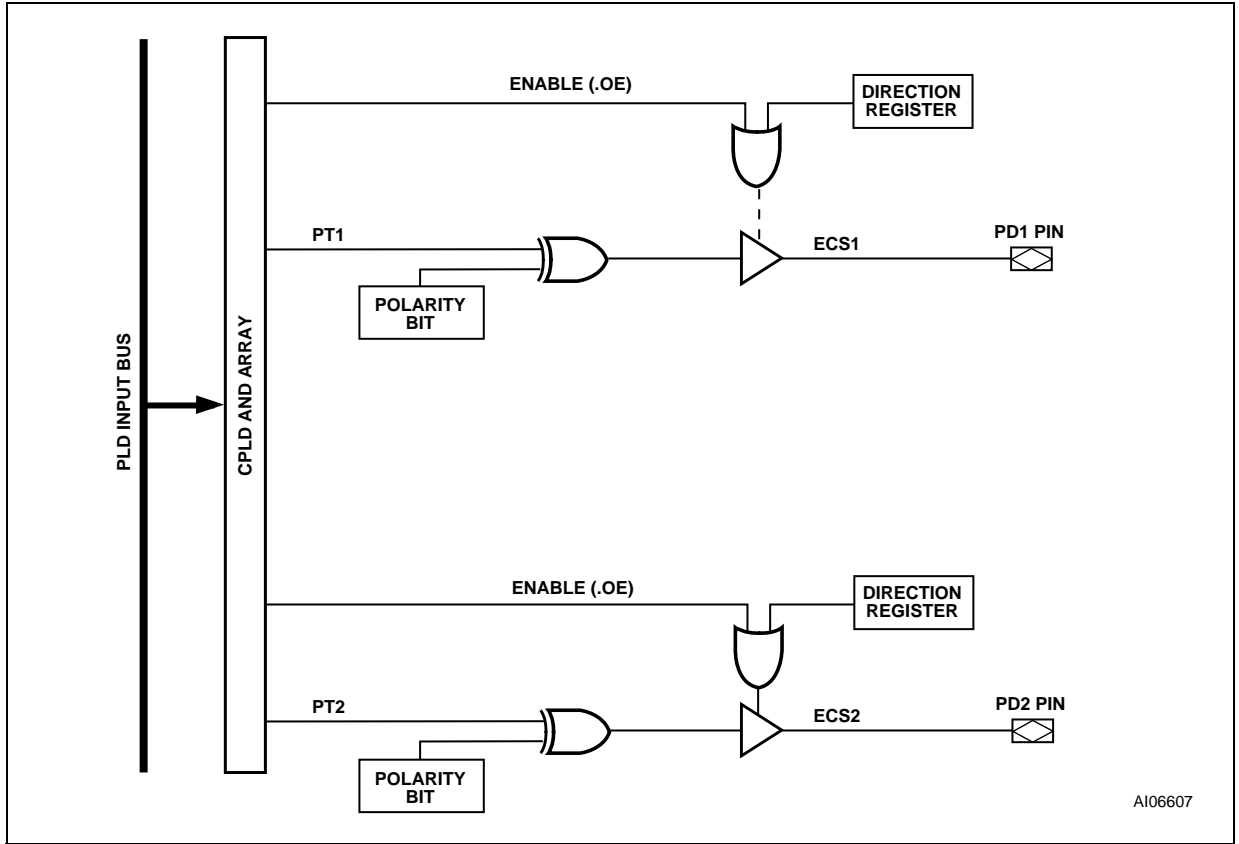 PLD INPUT BUS
CPLD AND ARRAY
ENABLE (.OE)
DIRECTION
REGISTER
PT1
POLARITY
BIT
ECS1
PD1 PIN
ENABLE (.OE)
DIRECTION
REGISTER
PT2
POLARITY
BIT
ECS2
PD2 PIN
AI06607